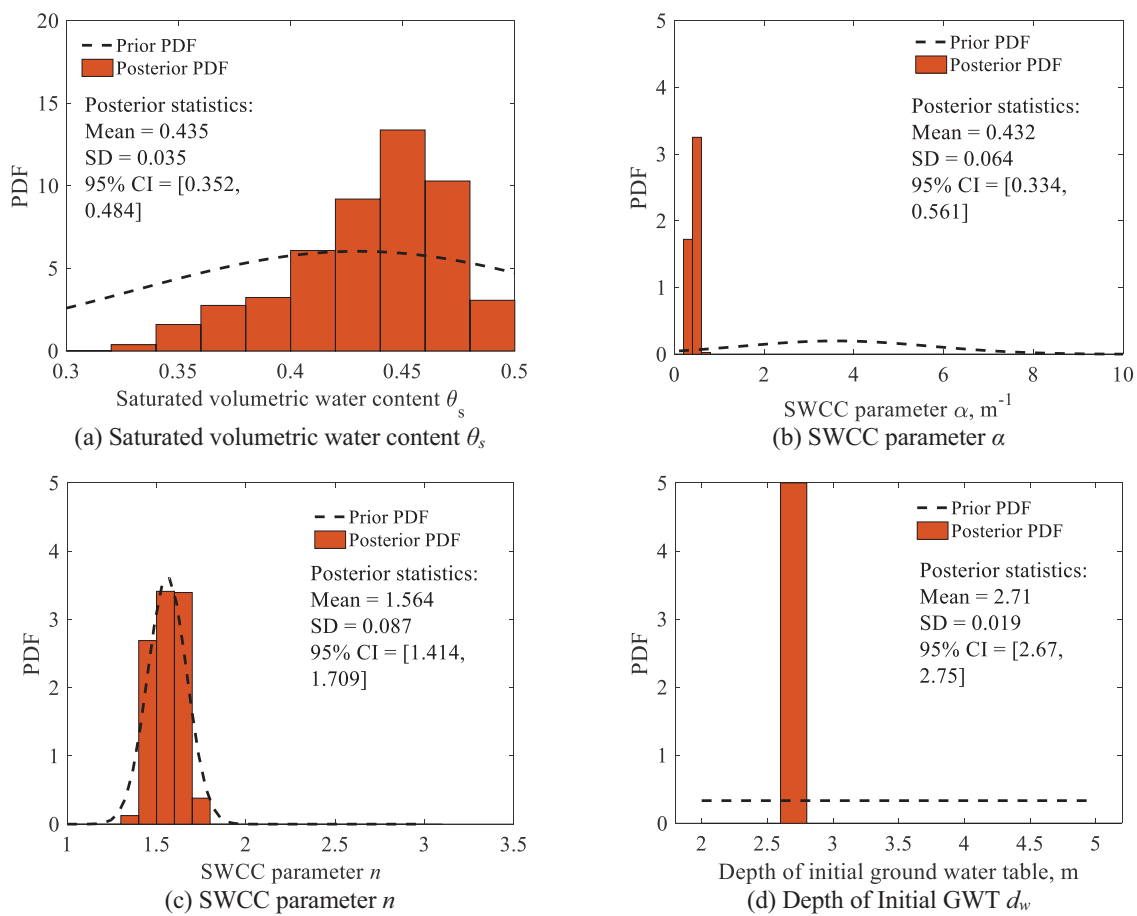 20
15
10
5
0
PDF
Prior PDF
Posterior PDF
Posterior statistics:
Mean = 0.435
SD = 0.035
95% CI = [0.352,
0.484]
0.3 0.35 0.4 0.45 0.5
Saturated volumetric water content θs
(a) Saturated volumetric water content θs
5
4
3
2
1
0
PDF
Prior PDF
Posterior PDF
Posterior statistics:
Mean = 0.432
SD = 0.064
95% CI = [0.334,
0.561]
0 2 4 6 8 10
SWCC parameter α, m-1
(b) SWCC parameter α
5
4
3
2
1
0
PDF
Prior PDF
Posterior PDF
Posterior statistics:
Mean = 1.564
SD = 0.087
95% CI = [1.414,
1.709]
1 1.5 2 2.5 3 3.5
SWCC parameter n
(c) SWCC parameter n
5
4
3
2
1
0
PDF
Prior PDF
Posterior PDF
Posterior statistics:
Mean = 2.71
SD = 0.019
95% CI = [2.67,
2.75]
2 2.5 3 3.5 4 4.5 5
Depth of initial ground water table, m
(d) Depth of Initial GWT dw